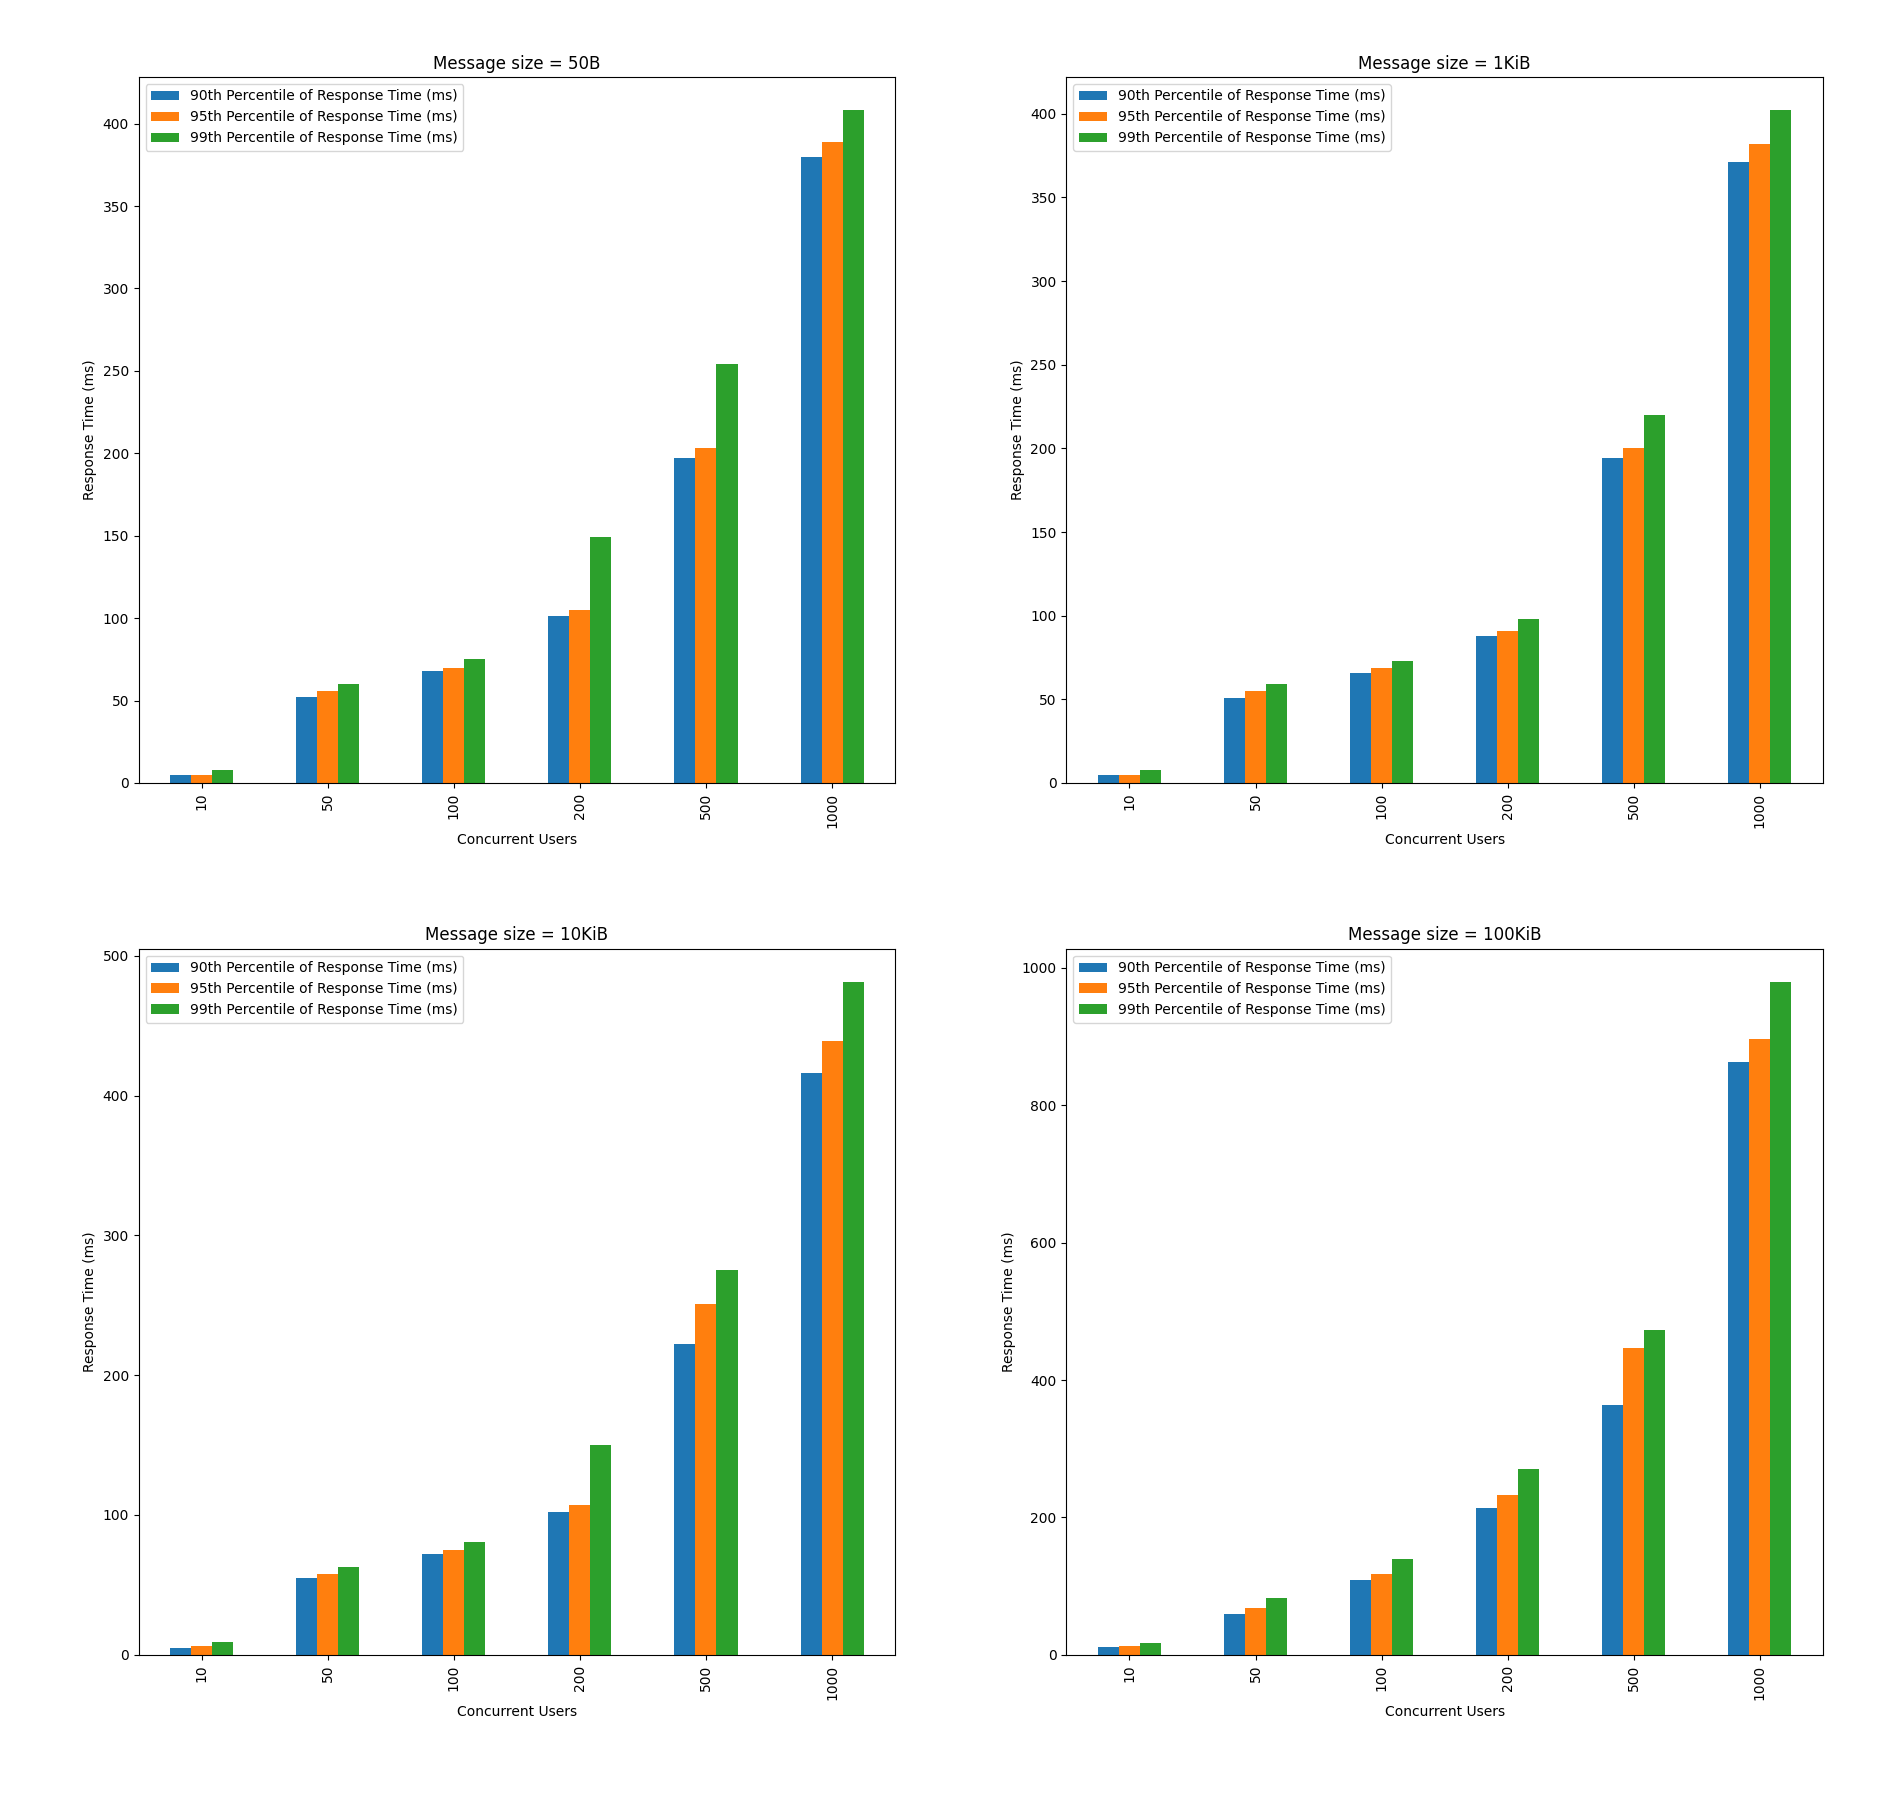 Message size = 50B
90th Percentile of Response Time (ms)
95th Percentile of Response Time (ms)
99th Percentile of Response Time (ms)
400
350
300
250
200
150
100
50
0
Response Time (ms)
10 50 100 200 500 1000
Concurrent Users
Message size = 1KiB
90th Percentile of Response Time (ms)
95th Percentile of Response Time (ms)
99th Percentile of Response Time (ms)
400
350
300
250
200
150
100
50
0
Response Time (ms)
10 50 100 200 500 1000
Concurrent Users
Message size = 10KiB
90th Percentile of Response Time (ms)
95th Percentile of Response Time (ms)
99th Percentile of Response Time (ms)
500
400
300
200
100
0
Response Time (ms)
10 50 100 200 500 1000
Concurrent Users
Message size = 100KiB
90th Percentile of Response Time (ms)
95th Percentile of Response Time (ms)
99th Percentile of Response Time (ms)
1000
800
600
400
200
0
Response Time (ms)
10 50 100 200 500 1000
Concurrent Users